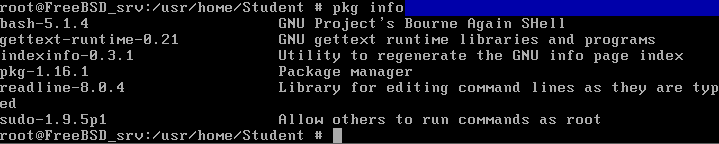 root@FreeBSD_srv:/usr/home/Student # pkg info
bash-5.1.4                     GNU Project's Bourne Again SHell
gettext-runtime-0.21           GNU gettext runtime libraries and programs
indexinfo-0.3.1                Utility to regenerate the GNU info page index
pkg-1.16.1                     Package manager
readline-8.0.4                 Library for editing command lines as they are typ
ed
sudo-1.9.5p1                   Allow others to run commands as root
root@FreeBSD_srv:/usr/home/Student #